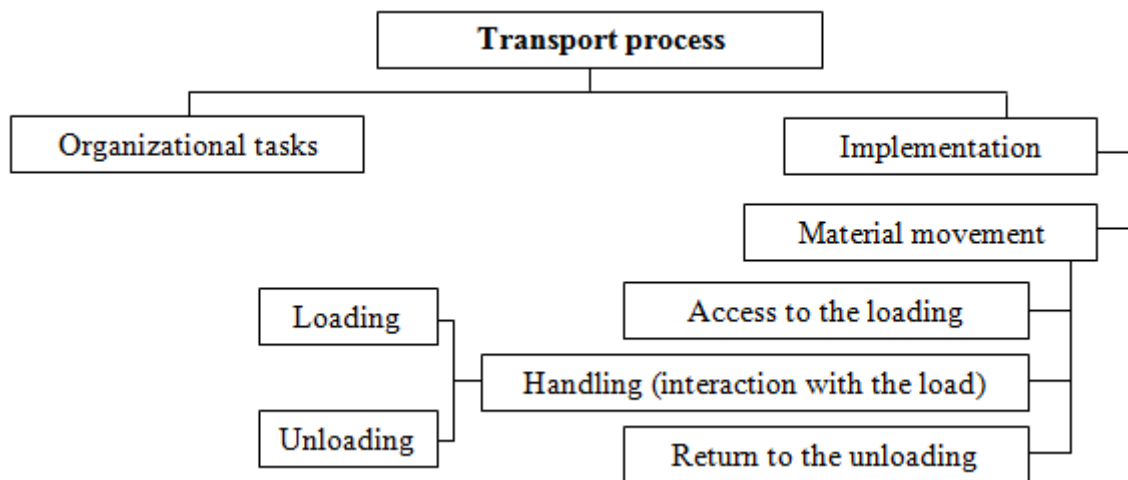 Transport process
Organizational tasks
Implementation
Material movement
Access to the loading
Loading
Handling (interaction with the load)
Unloading
Return to the unloading